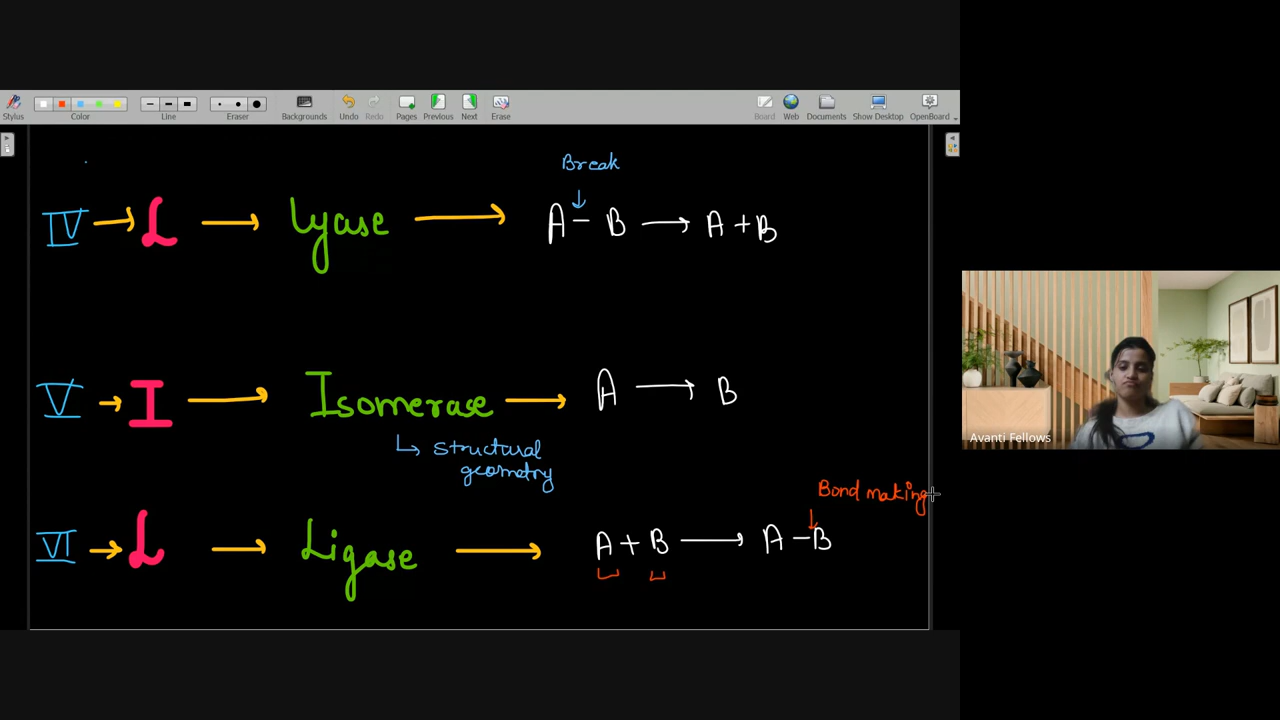 Stylus
Color
Line
Eraser
Backgrounds
Undo
Redo
Pages
Previous
Next
Erase
Board
Web
Documents
Show Desktop
OpenBoard
Break
IV → L → Lyase → A - B → A + B
V → I → Isomerase → A → B
↳ structural
geometry
Bond making
VI → L → Ligase → A + B → A - B
Avanti Fellows